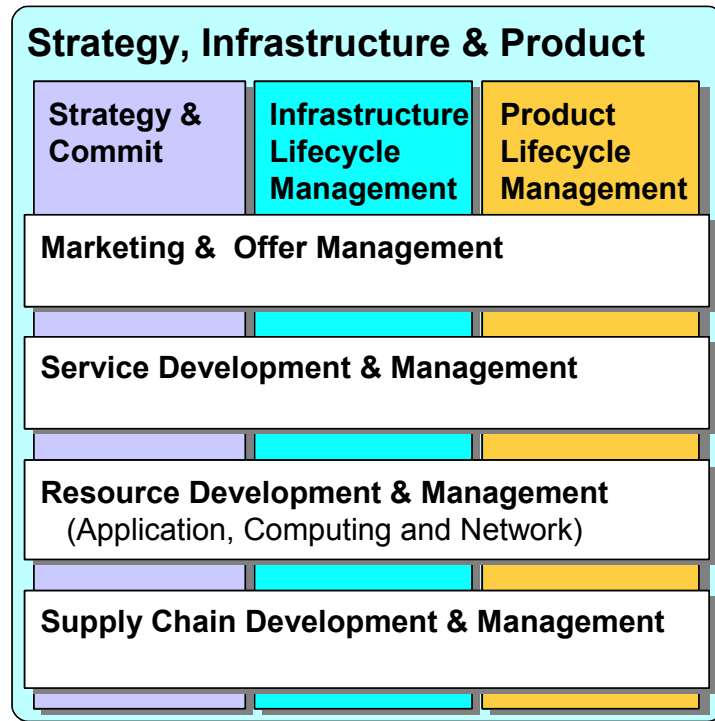 Strategy, Infrastructure & Product
Strategy &
Commit
Infrastructure
Lifecycle
Management
Product
Lifecycle
Management
Marketing & Offer Management
Service Development & Management
Resource Development & Management
(Application, Computing and Network)
Supply Chain Development & Management